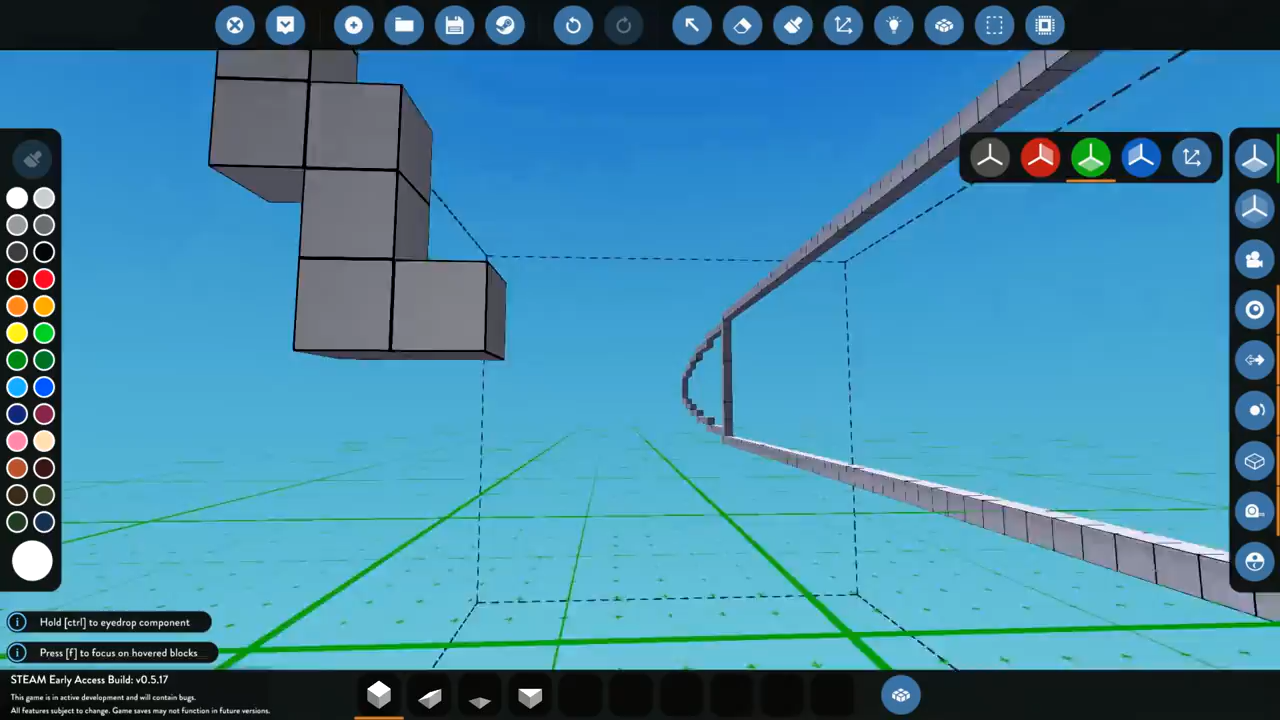 Hold [ctrl] to eyedrop component
Press [f] to focus on hovered blocks
STEAM Early Access Build: v0.5.17
This game is in active development and will contain bugs.
All features subject to change. Game saves may not function in future versions.